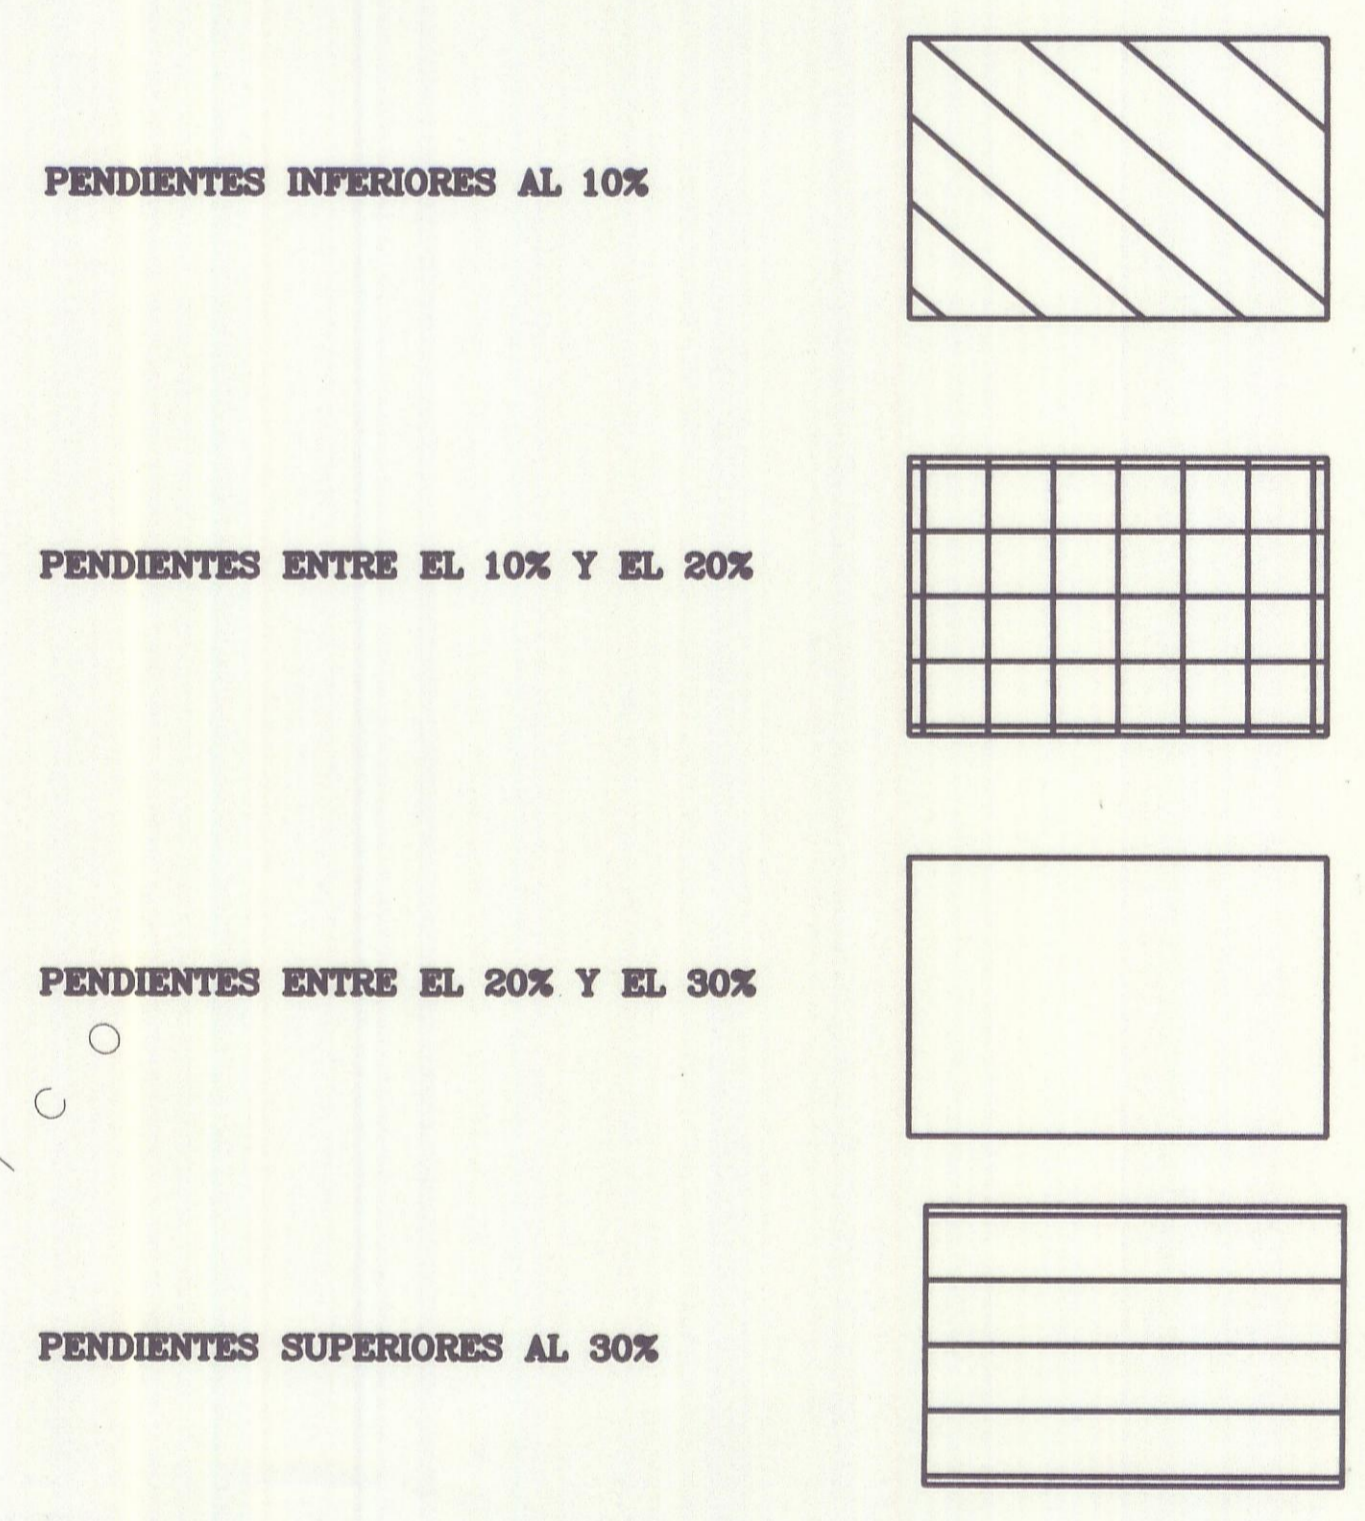 PENDIENTES INFERIORES AL 10%
PENDIENTES ENTRE EL 10% Y EL 20%
PENDIENTES ENTRE EL 20% Y EL 30%
PENDIENTES SUPERIORES AL 30%